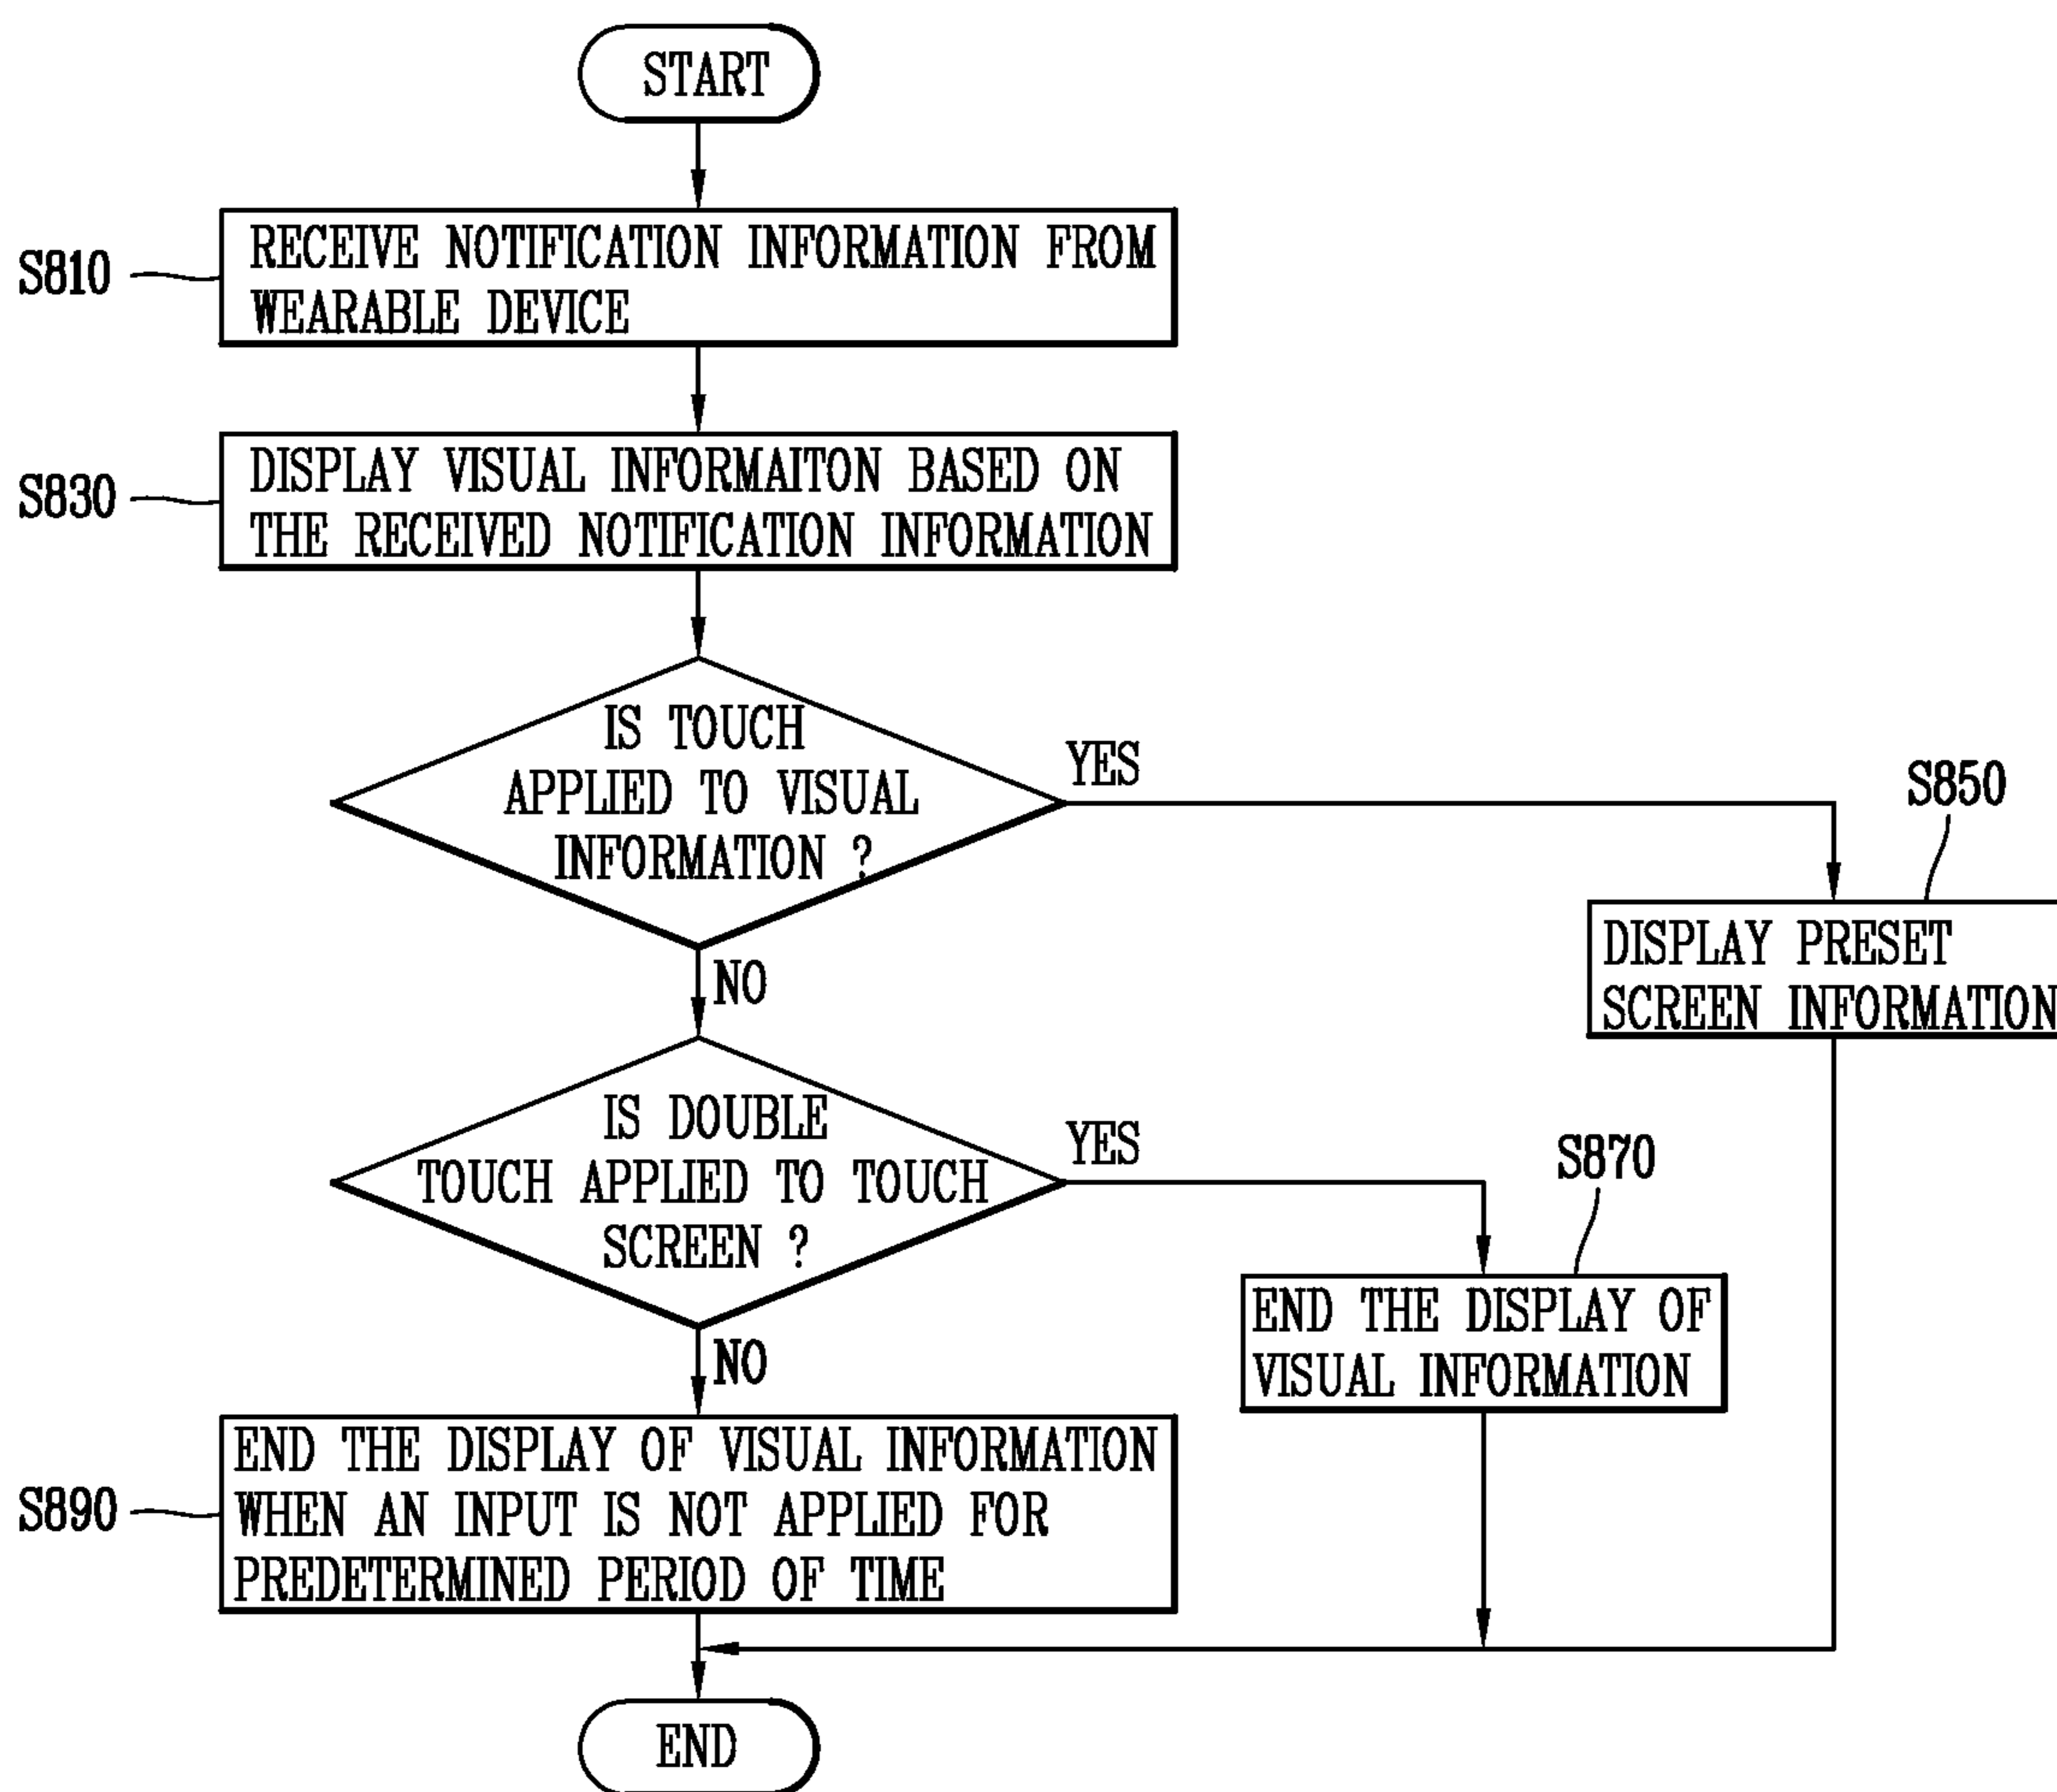 START
S810
RECEIVE NOTIFICATION INFORMATION FROM
WEARABLE DEVICE
S830
DISPLAY VISUAL INFORMAITON BASED ON
THE RECEIVED NOTIFICATION INFORMATION
IS TOUCH
APPLIED TO VISUAL
INFORMATION ?
YES
NO
S850
DISPLAY PRESET
SCREEN INFORMATION
IS DOUBLE
TOUCH APPLIED TO TOUCH
SCREEN ?
YES
NO
S870
END THE DISPLAY OF
VISUAL INFORMATION
S890
END THE DISPLAY OF VISUAL INFORMATION
WHEN AN INPUT IS NOT APPLIED FOR
PREDETERMINED PERIOD OF TIME
END